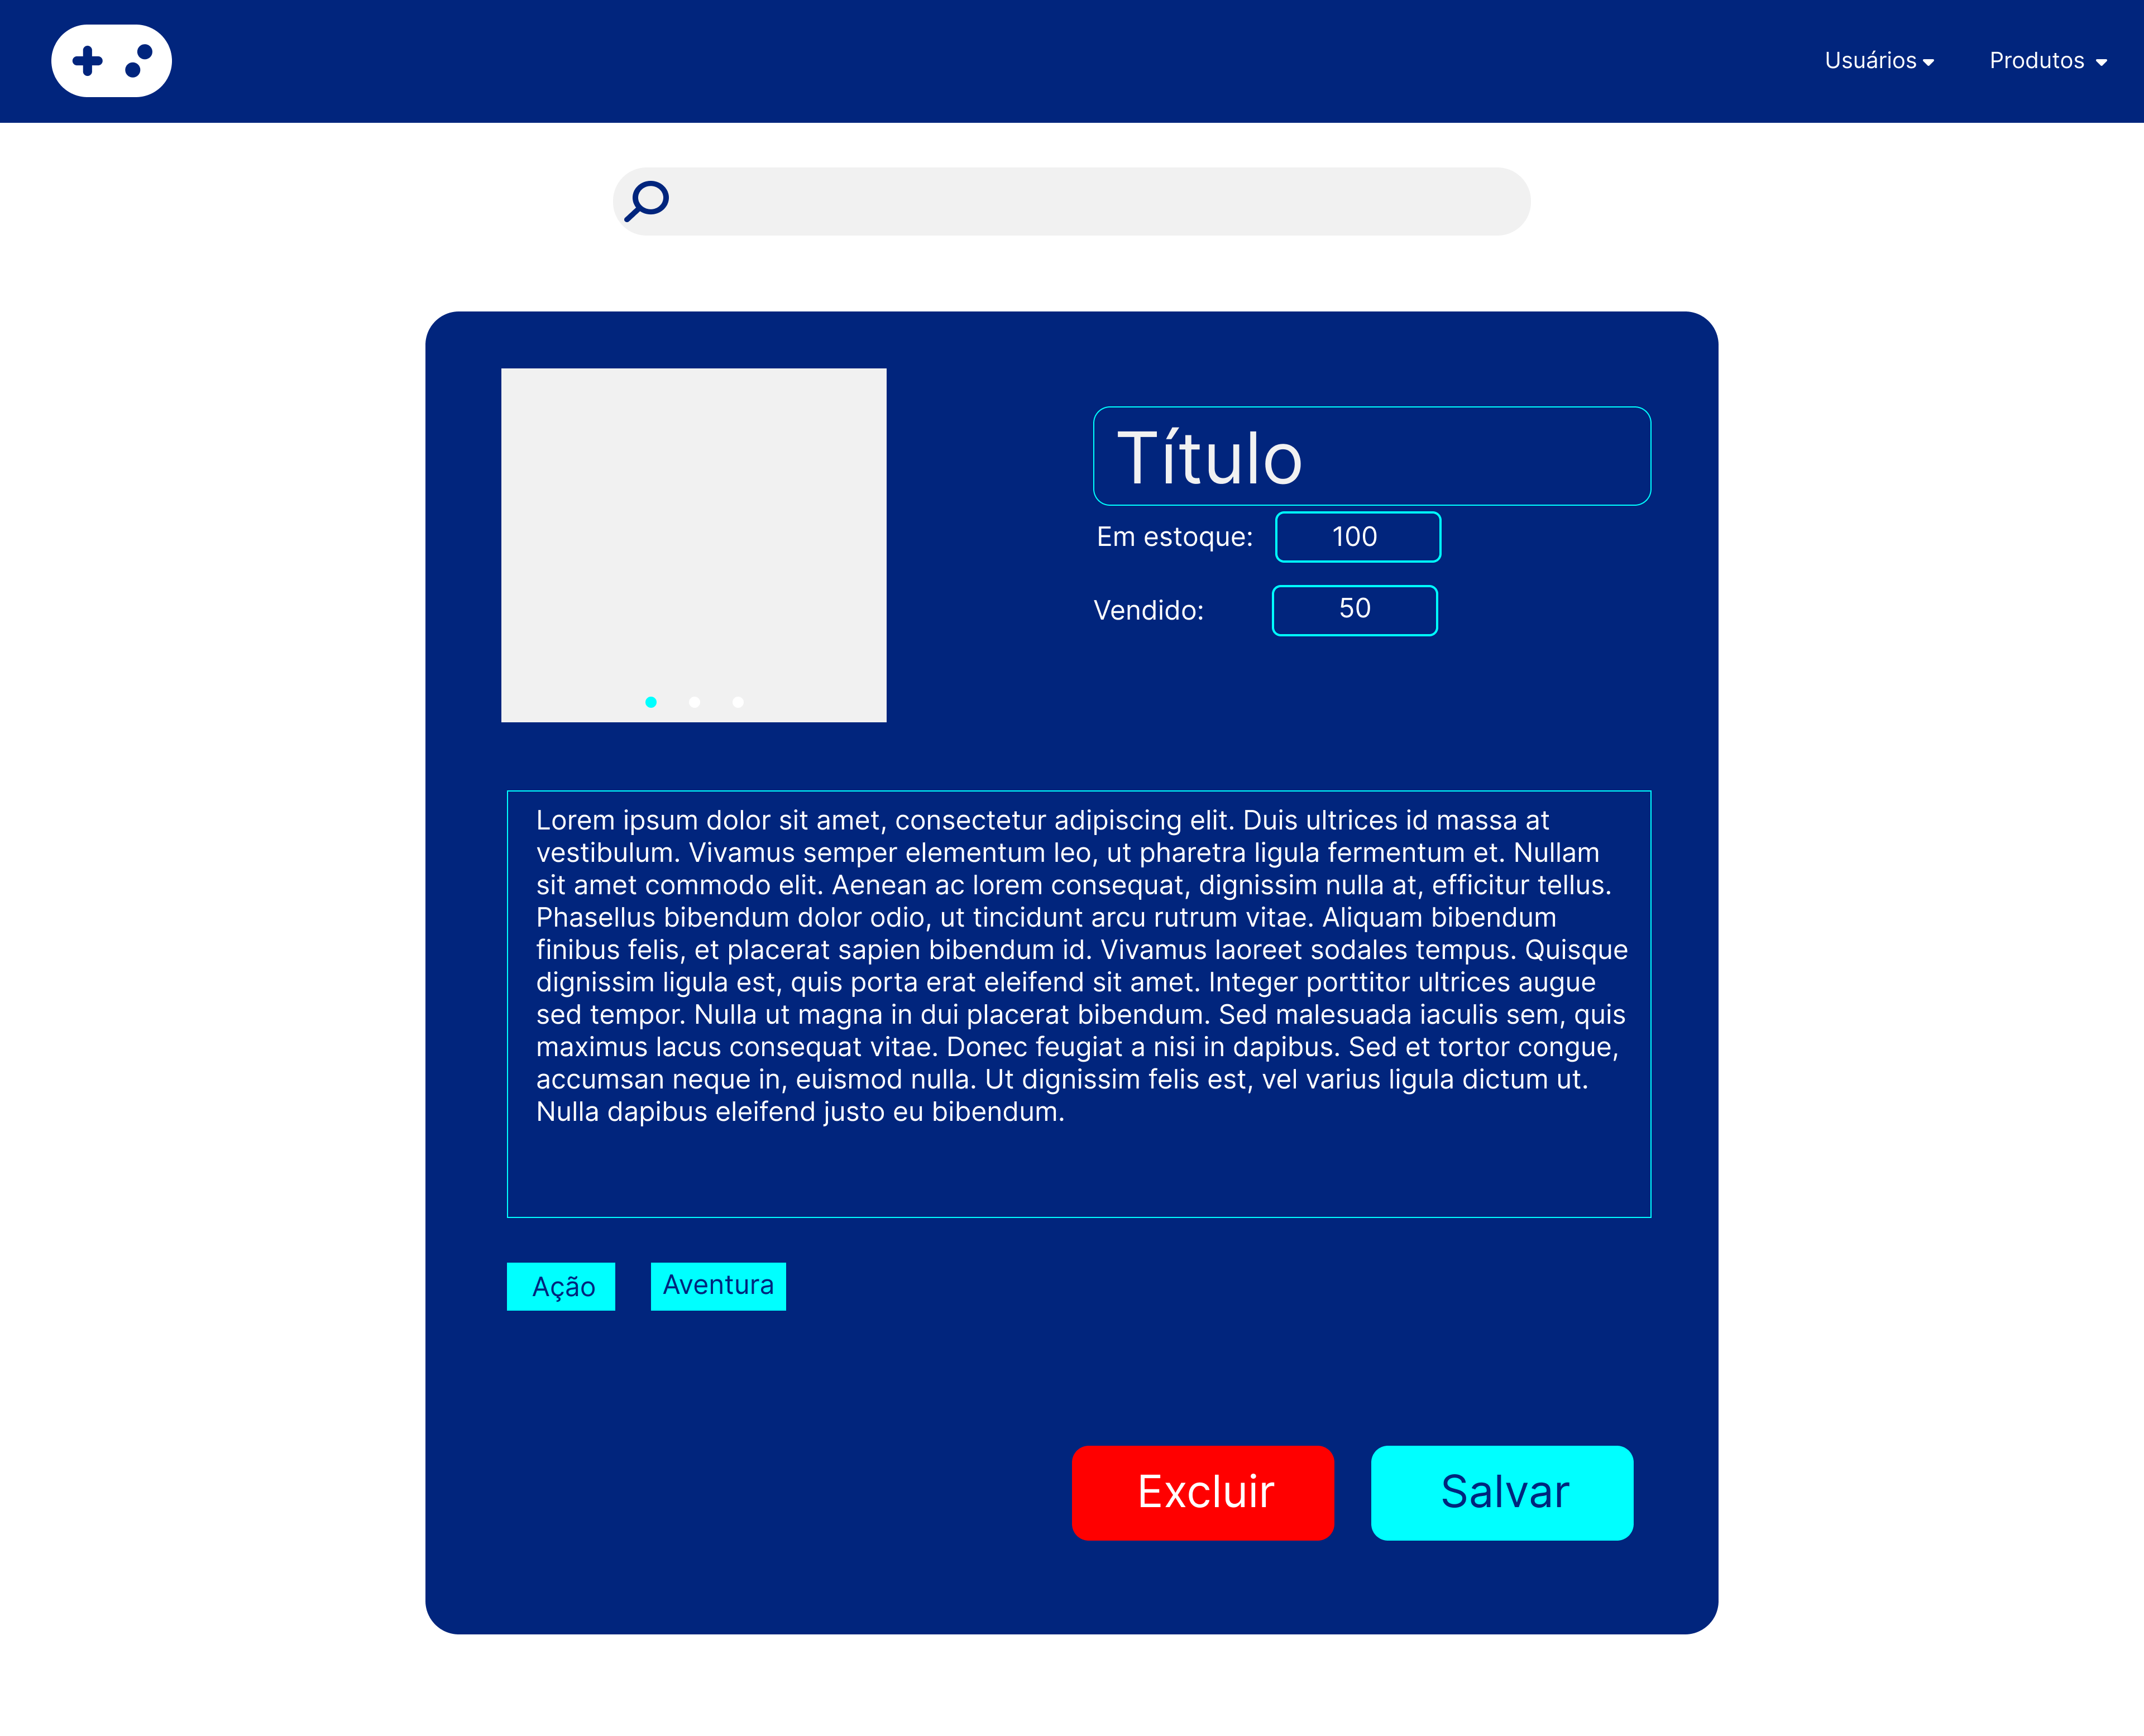 Usuários
Produtos
Título
Em estoque:
100
Vendido:
50
Lorem ipsum dolor sit amet, consectetur adipiscing elit. Duis ultrices id massa at
vestibulum. Vivamus semper elementum leo, ut pharetra ligula fermentum et. Nullam
sit amet commodo elit. Aenean ac lorem consequat, dignissim nulla at, efficitur tellus.
Phasellus bibendum dolor odio, ut tincidunt arcu rutrum vitae. Aliquam bibendum
finibus felis, et placerat sapien bibendum id. Vivamus laoreet sodales tempus. Quisque
dignissim ligula est, quis porta erat eleifend sit amet. Integer porttitor ultrices augue
sed tempor. Nulla ut magna in dui placerat bibendum. Sed malesuada iaculis sem, quis
maximus lacus consequat vitae. Donec feugiat a nisi in dapibus. Sed et tortor congue,
accumsan neque in, euismod nulla. Ut dignissim felis est, vel varius ligula dictum ut.
Nulla dapibus eleifend justo eu bibendum.
Ação
Aventura
Excluir
Salvar